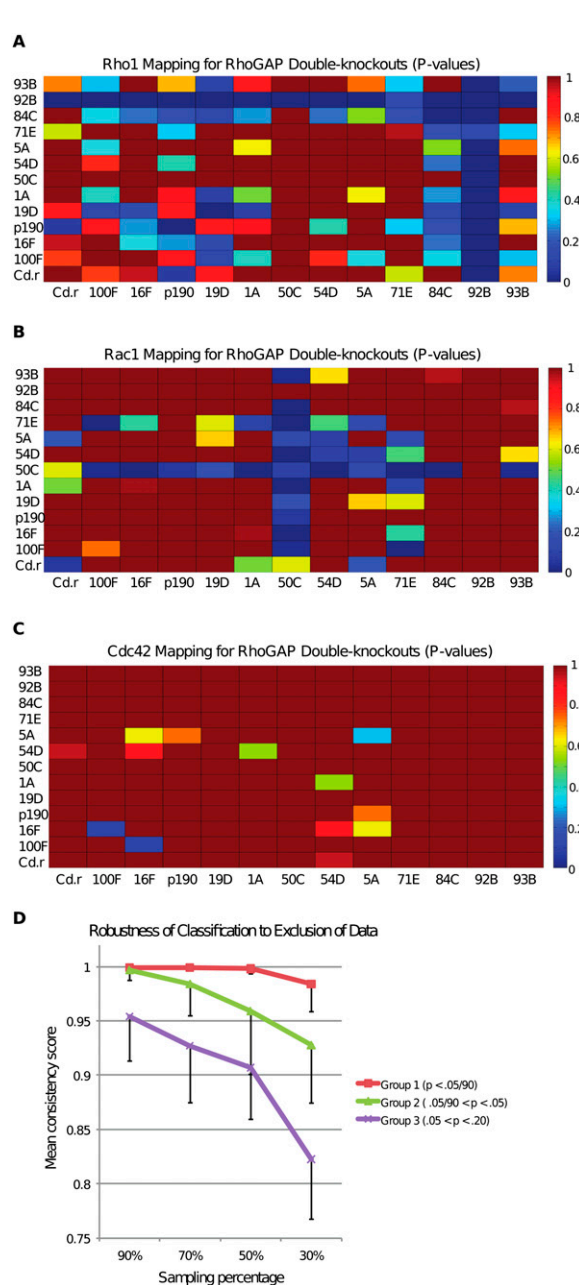 A
Rho1 Mapping for RhoGAP Double-knockouts (P-values)
93B
92B
84C
71E
5A
54D
50C
1A
19D
p190
16F
100F
Cd.r
Cd.r 100F 16F p190 19D 1A 50C 54D 5A 71E 84C 92B 93B
1
0.8
0.6
0.4
0.2
0
B
Rac1 Mapping for RhoGAP Double-knockouts (P-values)
93B
92B
84C
71E
5A
54D
50C
1A
19D
p190
16F
100F
Cd.r
Cd.r 100F 16F p190 19D 1A 50C 54D 5A 71E 84C 92B 93B
1
0.8
0.6
0.4
0.2
0
C
Cdc42 Mapping for RhoGAP Double-knockouts (P-values)
93B
92B
84C
71E
5A
54D
50C
1A
19D
p190
16F
100F
Cd.r
Cd.r 100F 16F p190 19D 1A 50C 54D 5A 71E 84C 92B 93B
1
0.8
0.6
0.4
0.2
0
D
Robustness of Classification to Exclusion of Data
Mean consistency score
1
0.95
0.9
0.85
0.8
0.75
90% 70% 50% 30%
Sampling percentage
Group 1 (p < .05/90)
Group 2 ( .05/90 < p < .05)
Group 3 (.05 < p < .20)